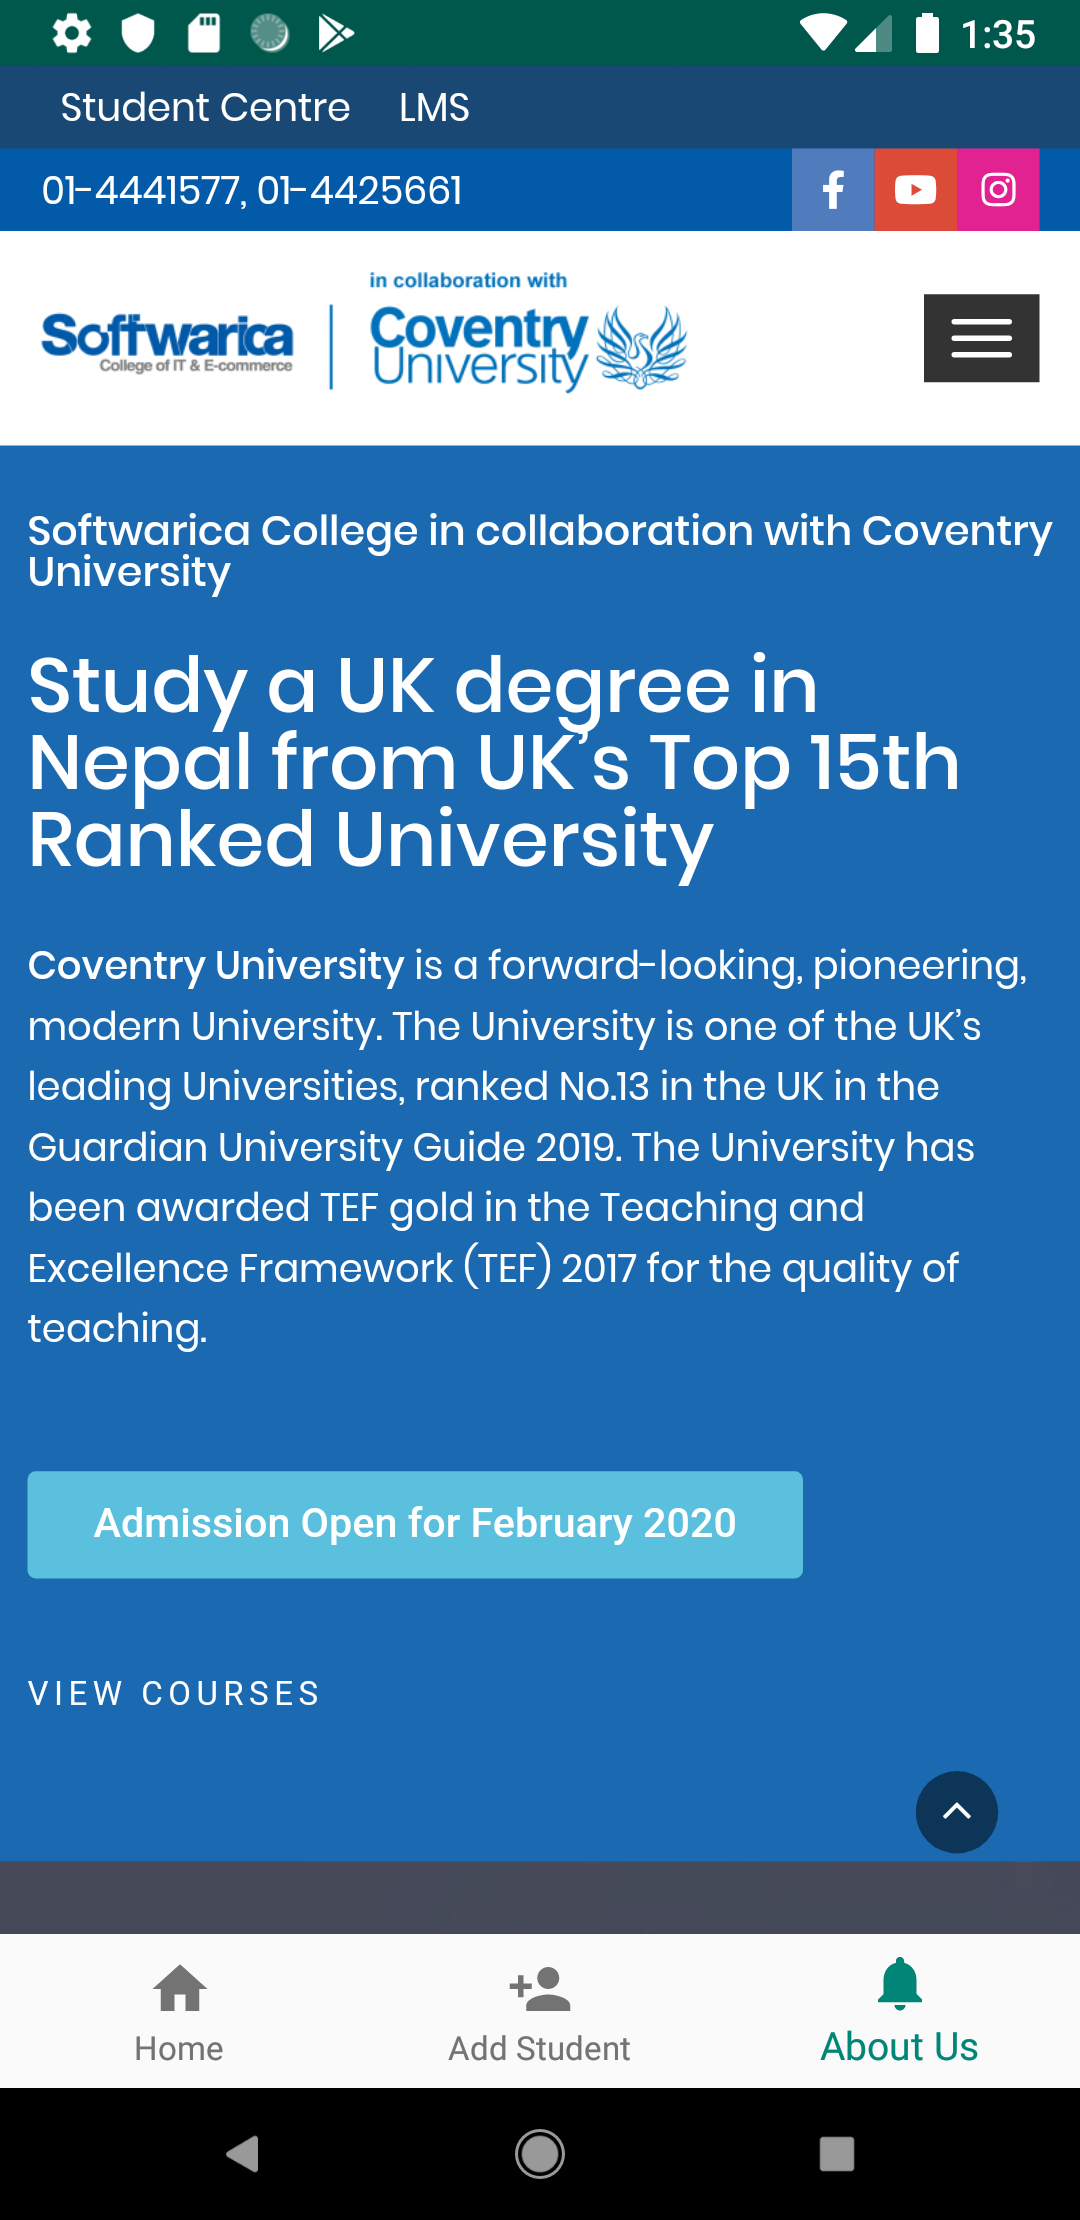 1:35
Student Centre LMS
01-4441577, 01-4425661
in collaboration with
Softwarica
College of IT & E-commerce
Coventry
University
Softwarica College in collaboration with Coventry
University
Study a UK degree in
Nepal from UK’s Top 15th
Ranked University
Coventry University is a forward-looking, pioneering,
modern University. The University is one of the UK’s
leading Universities, ranked No.13 in the UK in the
Guardian University Guide 2019. The University has
been awarded TEF gold in the Teaching and
Excellence Framework (TEF) 2017 for the quality of
teaching.
Admission Open for February 2020
VIEW COURSES
Home Add Student About Us